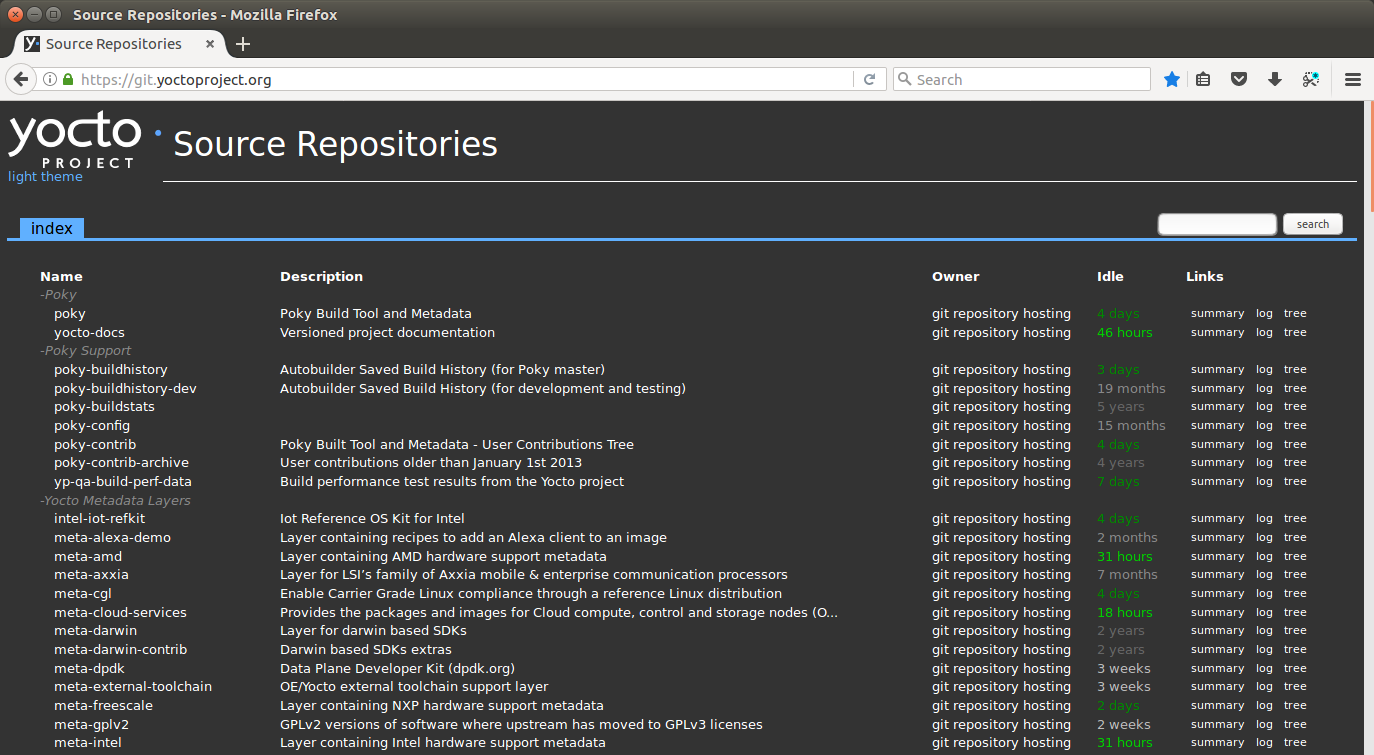 Source Repositories - Mozilla Firefox
Source Repositories
https://git.yoctoproject.org Search
yocto
PROJECT
Source Repositories
light theme
index search
Name Description Owner Idle Links
-Poky
poky Poky Build Tool and Metadata git repository hosting 4 days summary log tree
yocto-docs Versioned project documentation git repository hosting 46 hours summary log tree
-Poky Support
poky-buildhistory Autobuilder Saved Build History (for Poky master) git repository hosting 3 days summary log tree
poky-buildhistory-dev Autobuilder Saved Build History (for development and testing) git repository hosting 19 months summary log tree
poky-buildstats git repository hosting 5 years summary log tree
poky-config git repository hosting 15 months summary log tree
poky-contrib Poky Built Tool and Metadata - User Contributions Tree git repository hosting 4 days summary log tree
poky-contrib-archive User contributions older than January 1st 2013 git repository hosting 4 years summary log tree
yp-qa-build-perf-data Build performance test results from the Yocto project git repository hosting 7 days summary log tree
-Yocto Metadata Layers
intel-iot-refkit Iot Reference OS Kit for Intel git repository hosting 4 days summary log tree
meta-alexa-demo Layer containing recipes to add an Alexa client to an image git repository hosting 2 months summary log tree
meta-amd Layer containing AMD hardware support metadata git repository hosting 31 hours summary log tree
meta-axxia Layer for LSI's family of Axxia mobile & enterprise communication processors git repository hosting 7 months summary log tree
meta-cgl Enable Carrier Grade Linux compliance through a reference Linux distribution git repository hosting 4 days summary log tree
meta-cloud-services Provides the packages and images for Cloud compute, control and storage nodes (O... git repository hosting 18 hours summary log tree
meta-darwin Layer for darwin based SDKs git repository hosting 2 years summary log tree
meta-darwin-contrib Darwin based SDKs extras git repository hosting 2 years summary log tree
meta-dpdk Data Plane Developer Kit (dpdk.org) git repository hosting 3 weeks summary log tree
meta-external-toolchain OE/Yocto external toolchain support layer git repository hosting 3 weeks summary log tree
meta-freescale Layer containing NXP hardware support metadata git repository hosting 2 days summary log tree
meta-gplv2 GPLv2 versions of software where upstream has moved to GPLv3 licenses git repository hosting 2 weeks summary log tree
meta-intel Layer containing Intel hardware support metadata git repository hosting 31 hours summary log tree